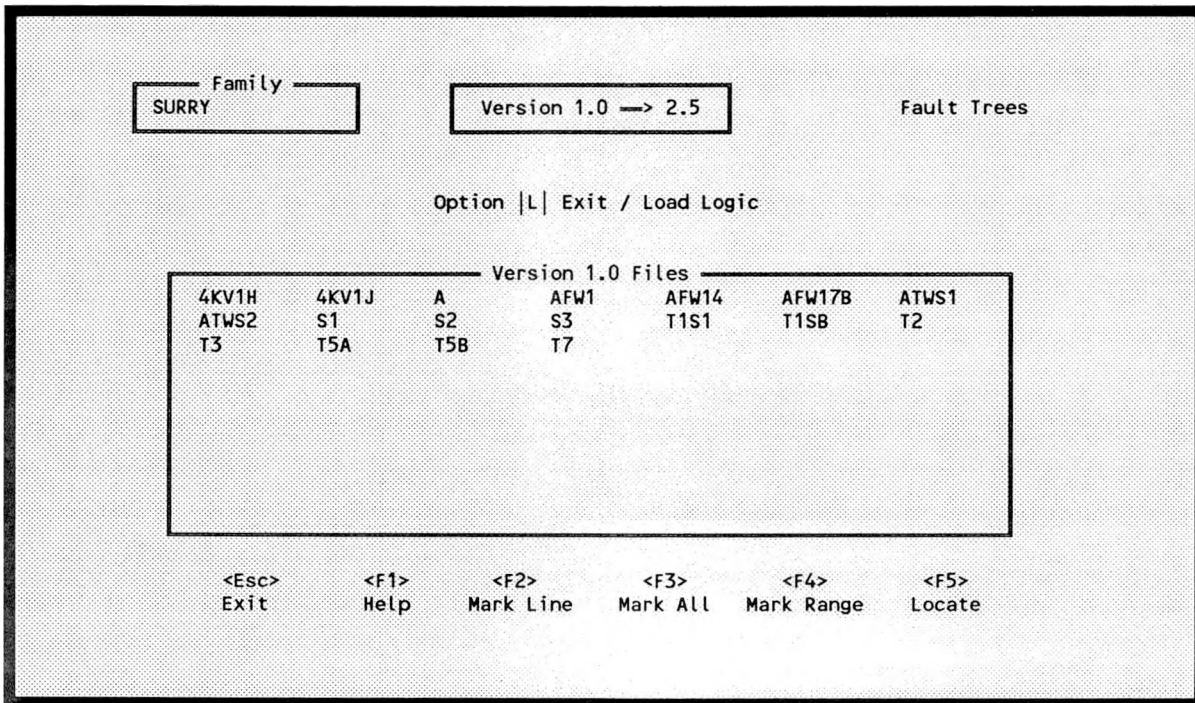 Family
SURRY
Version 1.0 ==> 2.5
Fault Trees
Option |L| Exit / Load Logic
Version 1.0 Files
4KV1H 4KV1J A AFW1 AFW14 AFW17B ATWS1
ATWS2 S1 S2 S3 T1S1 T1SB T2
T3 T5A T5B T7
<Esc> <F1> <F2> <F3> <F4> <F5>
Exit Help Mark Line Mark All Mark Range Locate